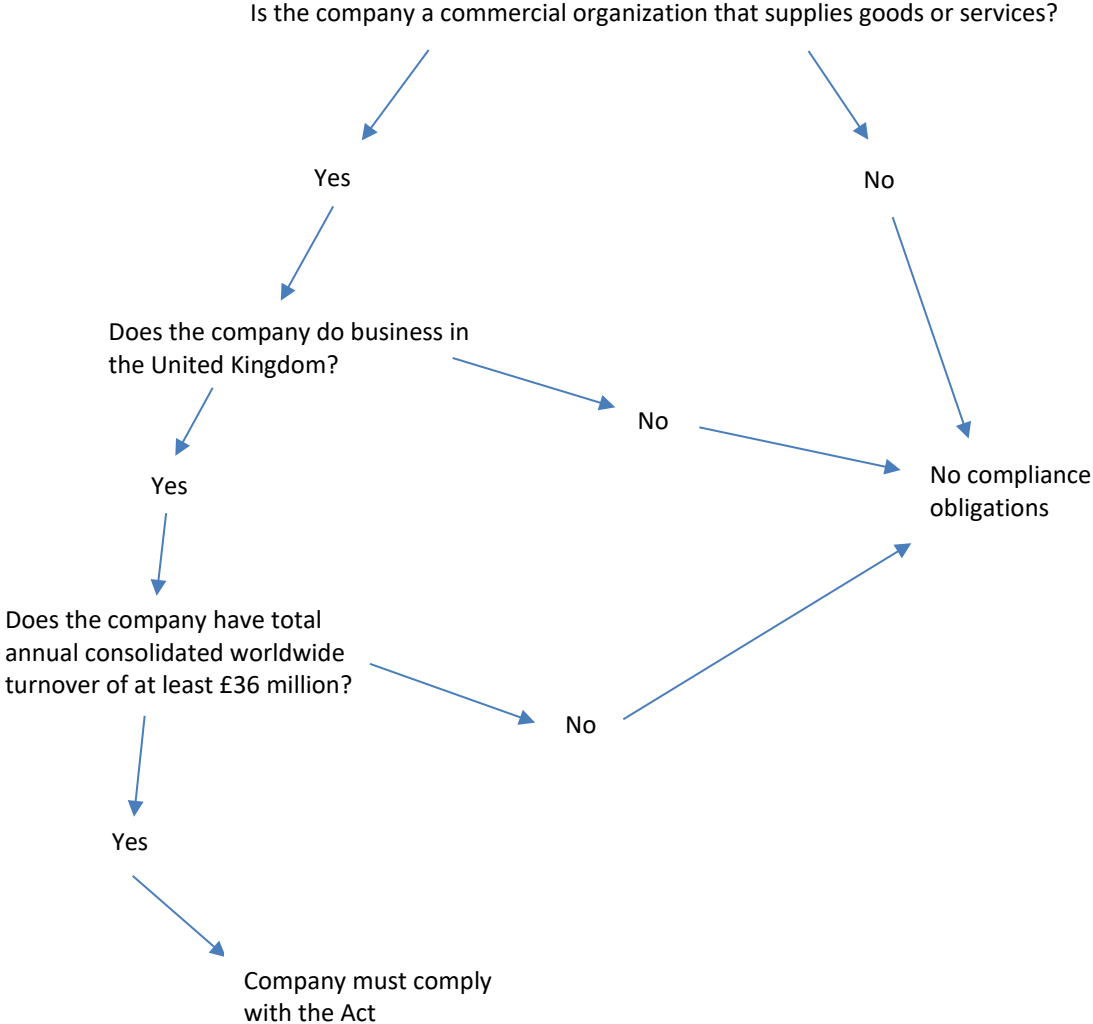 Is the company a commercial organization that supplies goods or services?
Yes
No
Does the company do business in
the United Kingdom?
No
No compliance
obligations
Yes
Does the company have total
annual consolidated worldwide
turnover of at least £36 million?
No
Yes
Company must comply
with the Act